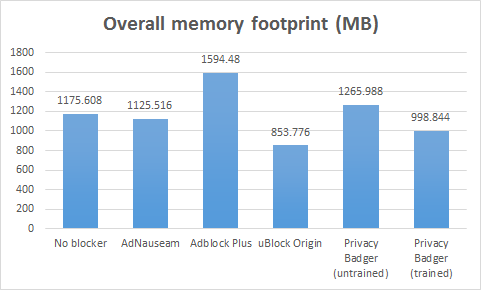 Overall memory footprint (MB)
1800
1600
1400
1200
1000
800
600
400
200
0
1175.608
1125.516
1594.48
853.776
1265.988
998.844
No blocker
AdNauseam
Adblock Plus
uBlock Origin
Privacy
Badger
(untrained)
Privacy
Badger
(trained)